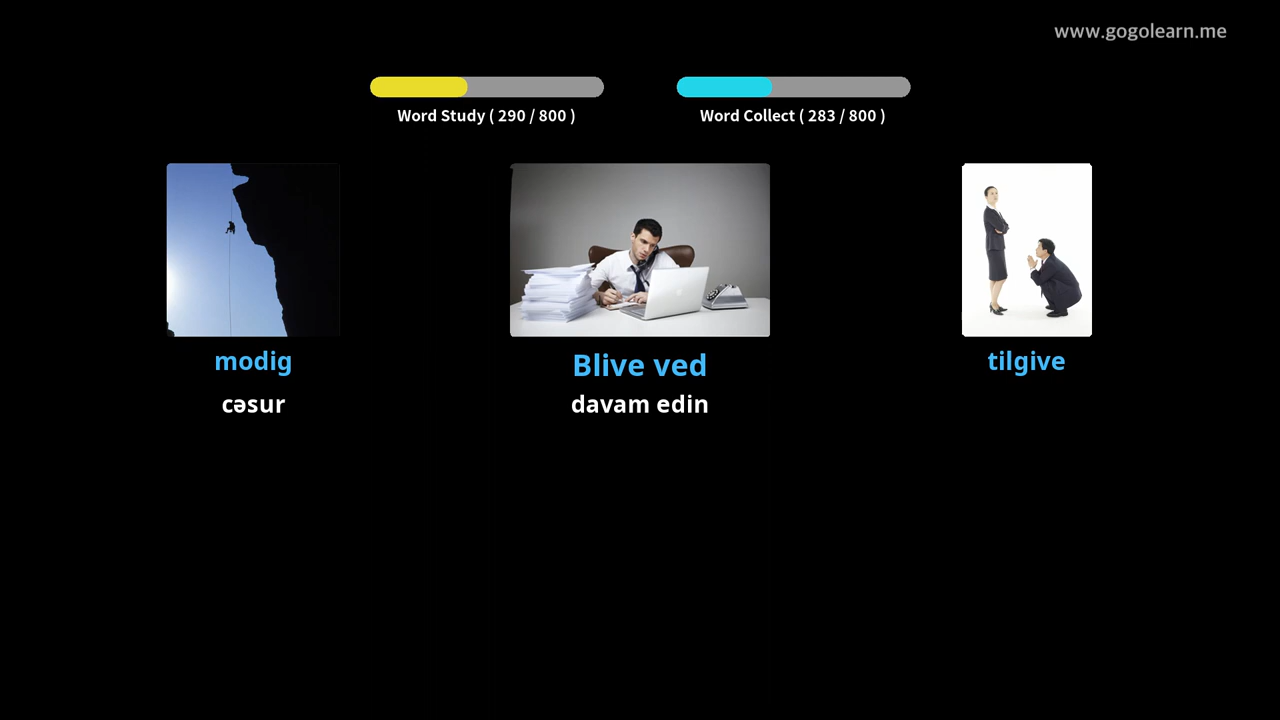 www.gogolearn.me
Word Study ( 290 / 800 )
Word Collect ( 283 / 800 )
modig
Blive ved
tilgive
cəsur
davam edin